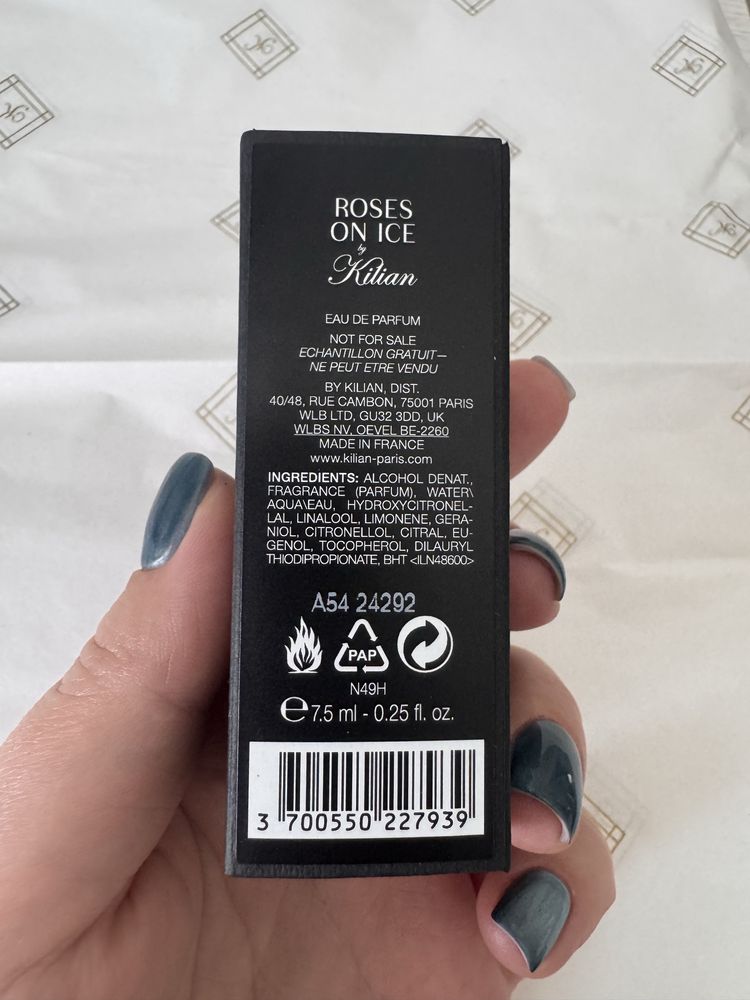 ROSES
ON ICE
by
Kilian
EAU DE PARFUM
NOT FOR SALE
ECHANTILLON GRATUIT—
NE PEUT ETRE VENDU
BY KILIAN, DIST.
40/48, RUE CAMBON, 75001 PARIS
WLB LTD, GU32 3DD, UK
WLBS NV, OEVEL BE-2260
MADE IN FRANCE
www.kilian-paris.com
INGREDIENTS: ALCOHOL DENAT.,
FRAGRANCE (PARFUM), WATER\
AQUA\EAU, HYDROXYCITRONEL-
LAL, LINALOOL, LIMONENE, GERA-
NIOL, CITRONELLOL, CITRAL, EU-
GENOL, TOCOPHEROL, DILAURYL
THIODIPROPIONATE, BHT <ILN48600>
A54 24292
PAP
N49H
e 7.5 ml - 0.25 fl. oz.
3 700550 227939